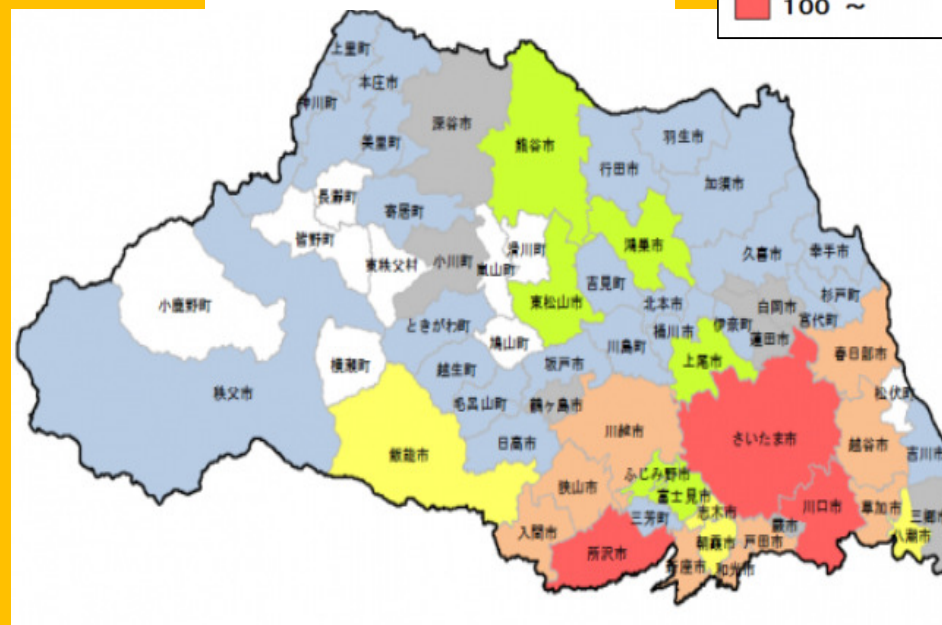 100 ～
上里町
本庄市
神川町
美里町
深谷市
熊谷市
行田市
羽生市
加須市
長瀞町
皆野町
寄居町
東秩父村
小川町
嵐山町
滑川町
東松山市
吉見町
鴻巣市
久喜市
幸手市
杉戸町
小鹿野町
ときがわ町
鳩山町
北本市
桶川市
伊奈町
白岡市
蓮田市
宮代町
春日部市
横瀬町
秩父市
越生町
毛呂山町
坂戸市
鶴ヶ島市
川島町
上尾市
松伏町
飯能市
日高市
川越市
さいたま市
越谷市
吉川市
狭山市
ふじみ野市
富士見市
三芳町
志木市
川口市
草加市
三郷市
八潮市
入間市
所沢市
朝霞市
新座市
和光市
戸田市
蕨市